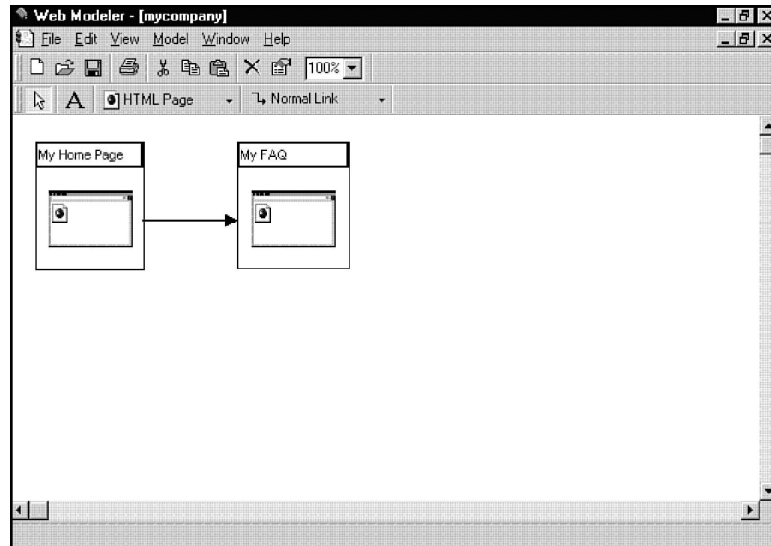 Web Modeler - [mycompany]
File Edit View Model Window Help
100%
A HTML Page Normal Link
My Home Page My FAQ